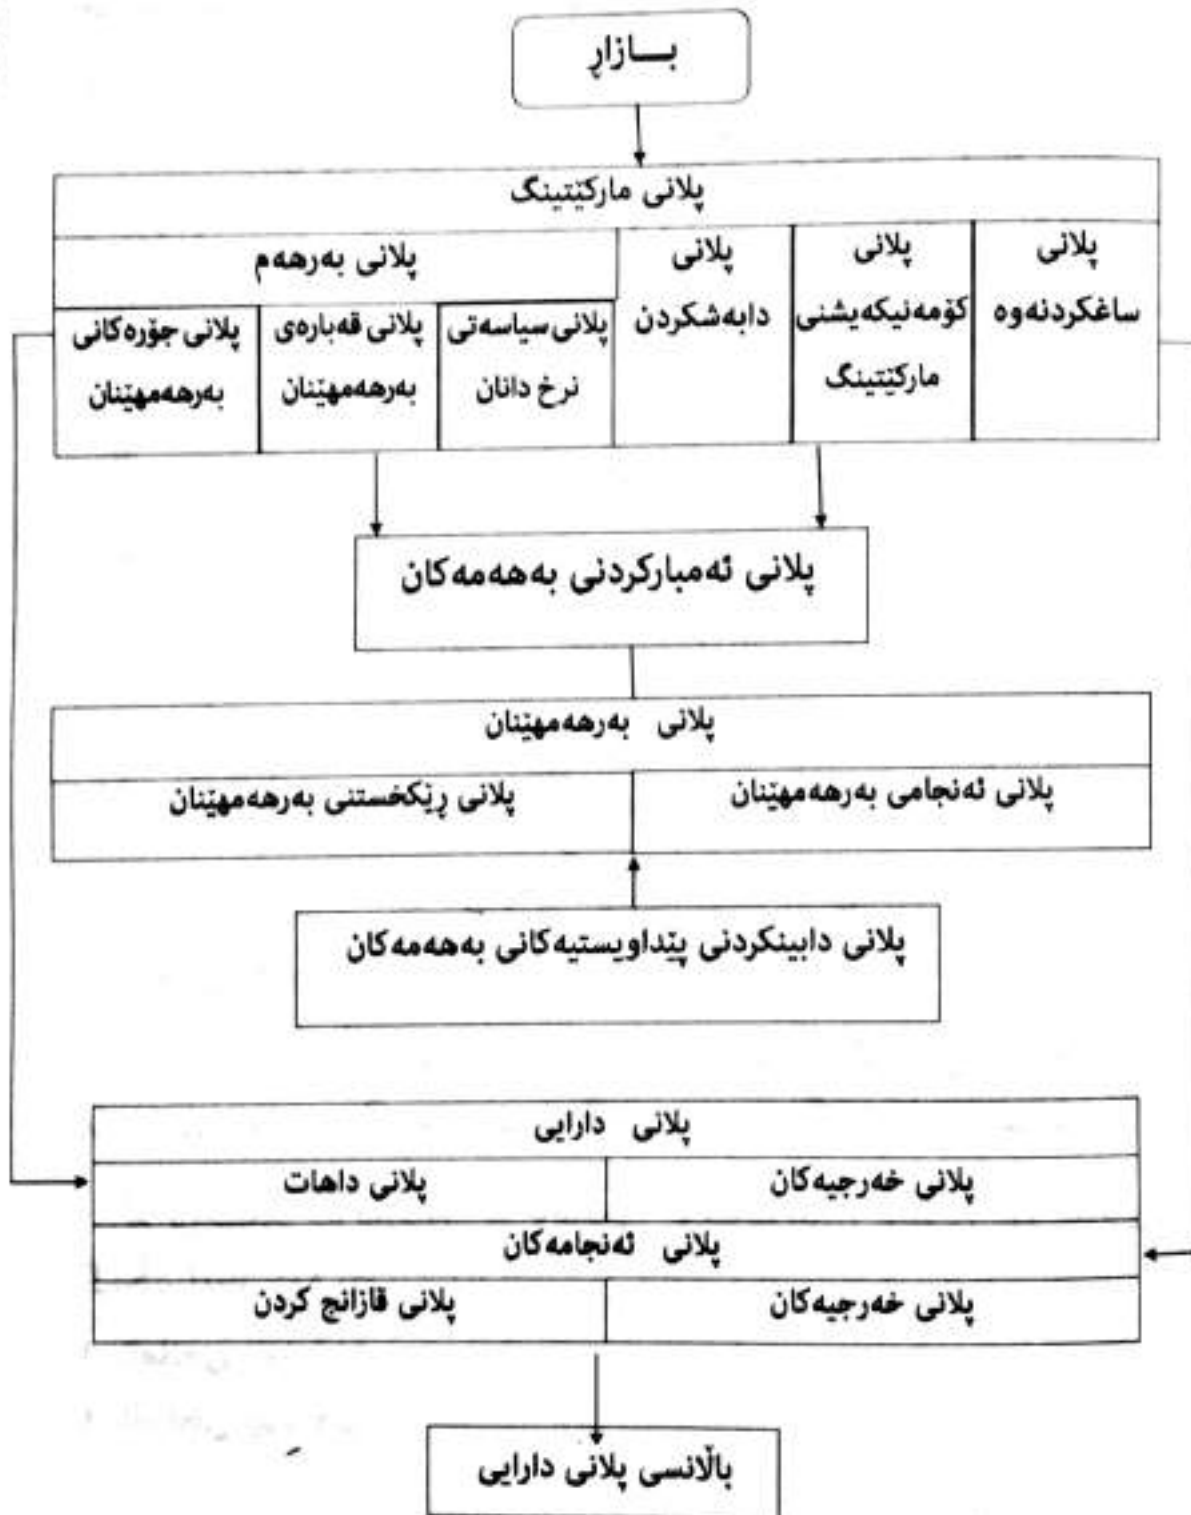 بـــازاڕ
پلانی مارکێتینگ
پلانی ساغکردنەوە
پلانی کۆمەنیکەیشنی مارکێتینگ
پلانی دابەشکردن
پلانی بەرهەم
پلانی سیاسەتی نرخ دانان
پلانی قەبارەی بەرهەمهێنان
پلانی جۆرەکانی بەرهەمهێنان
پلانی ئەمبارکردنی بەهەمەکان
پلانی بەرهەمهێنان
پلانی ئەنجامی بەرهەمهێنان
پلانی ڕێکخستنی بەرهەمهێنان
پلانی دابینکردنی پێداویستیەکانی بەهەمەکان
پلانی دارایی
پلانی خەرجیەکان
پلانی داهات
پلانی ئەنجامەکان
پلانی خەرجیەکان
پلانی قازانج کردن
باڵانسی پلانی دارایی